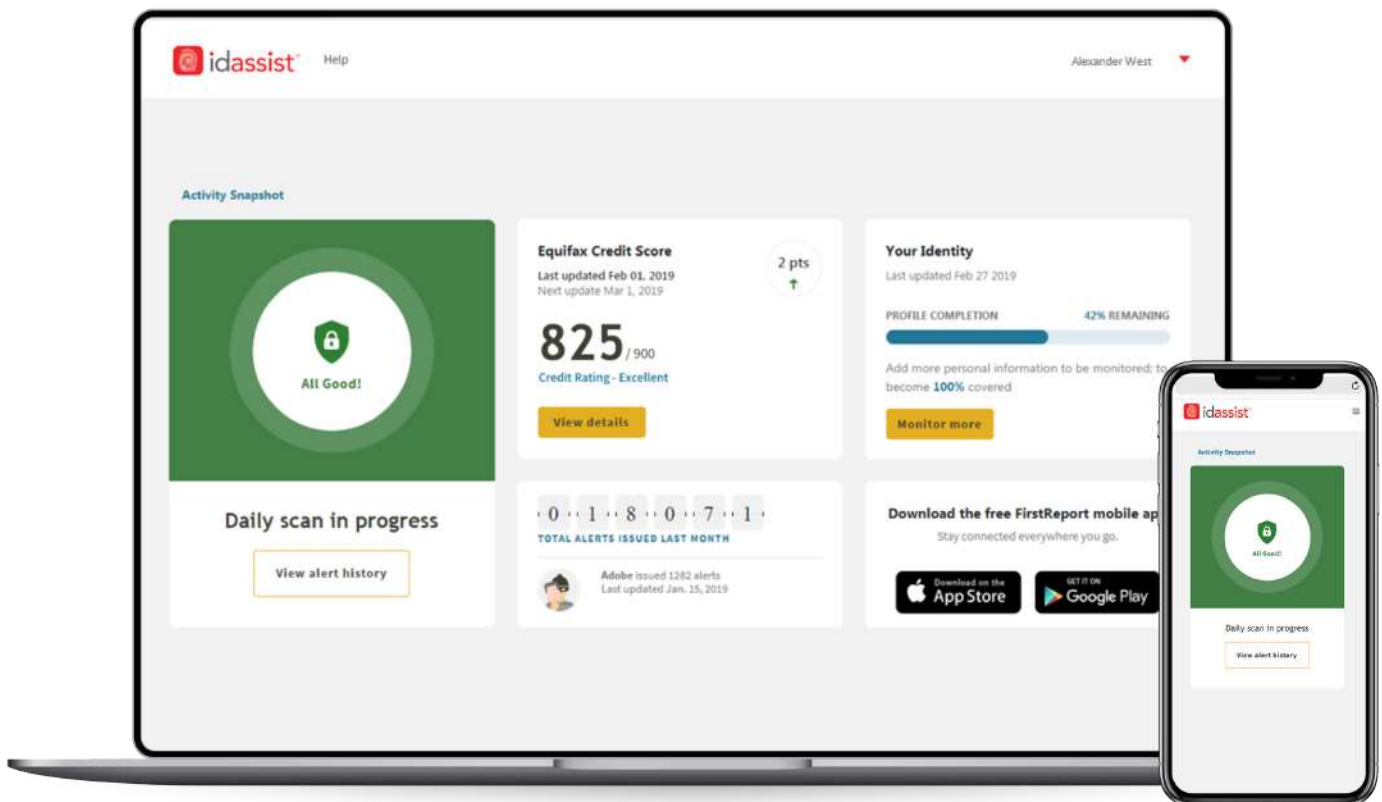 idassist™ Help
Alexander West
Activity Snapshot
All Good!
Daily scan in progress
View alert history
Equifax Credit Score
Last updated Feb 01, 2019
Next update Mar 1, 2019
2 pts
825 / 900
Credit Rating - Excellent
View details
Your Identity
Last updated Feb 27 2019
PROFILE COMPLETION 42% REMAINING
Add more personal information to be monitored; to
become 100% covered
Monitor more
0 1 8 0 7 1
TOTAL ALERTS ISSUED LAST MONTH
Adobe issued 1282 alerts
Last updated Jan. 15, 2019
Download the free FirstReport mobile ap
Stay connected everywhere you go.
Download on the
App Store
GET IT ON
Google Play
idassist
Activity Snapshot
All Good!
Daily scan in progress
View alert history